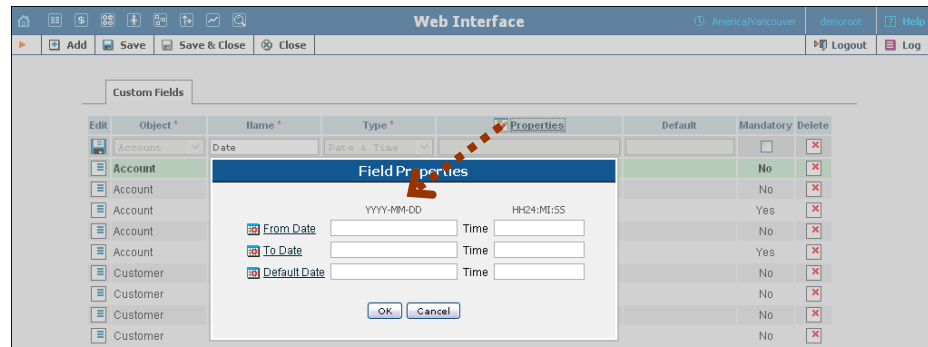 Web Interface America/Vancouver demoroot Help
Add Save Save & Close Close Logout Log
Custom Fields
Edit Object * Name * Type * Properties Default Mandatory Delete
Account Date Date & Time
Account No
Account No
Account Yes
Account No
Account Yes
Customer No
Customer No
Customer No
Customer No
Field Properties
YYYY-MM-DD HH24:MI:SS
From Date Time
To Date Time
Default Date Time
OK Cancel